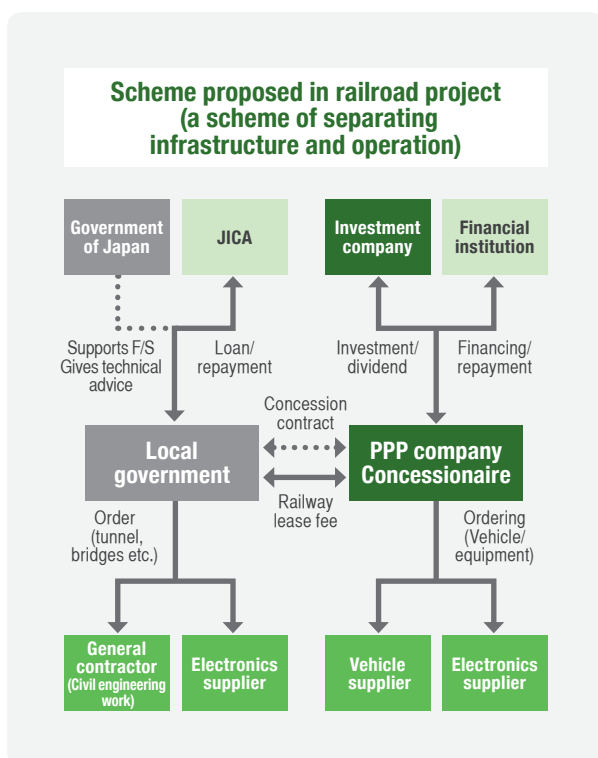 Scheme proposed in railroad project
(a scheme of separating
infrastructure and operation)
Government
of Japan
JICA
Investment
company
Financial
institution
Supports F/S
Gives technical
advice
Loan/
repayment
Investment/
dividend
Financing/
repayment
Concession
contract
Local
government
PPP company
Concessionaire
Railway
lease fee
Order
(tunnel,
bridges etc.)
Ordering
(Vehicle/
equipment)
General
contractor
(Civil engineering
work)
Electronics
supplier
Vehicle
supplier
Electronics
supplier